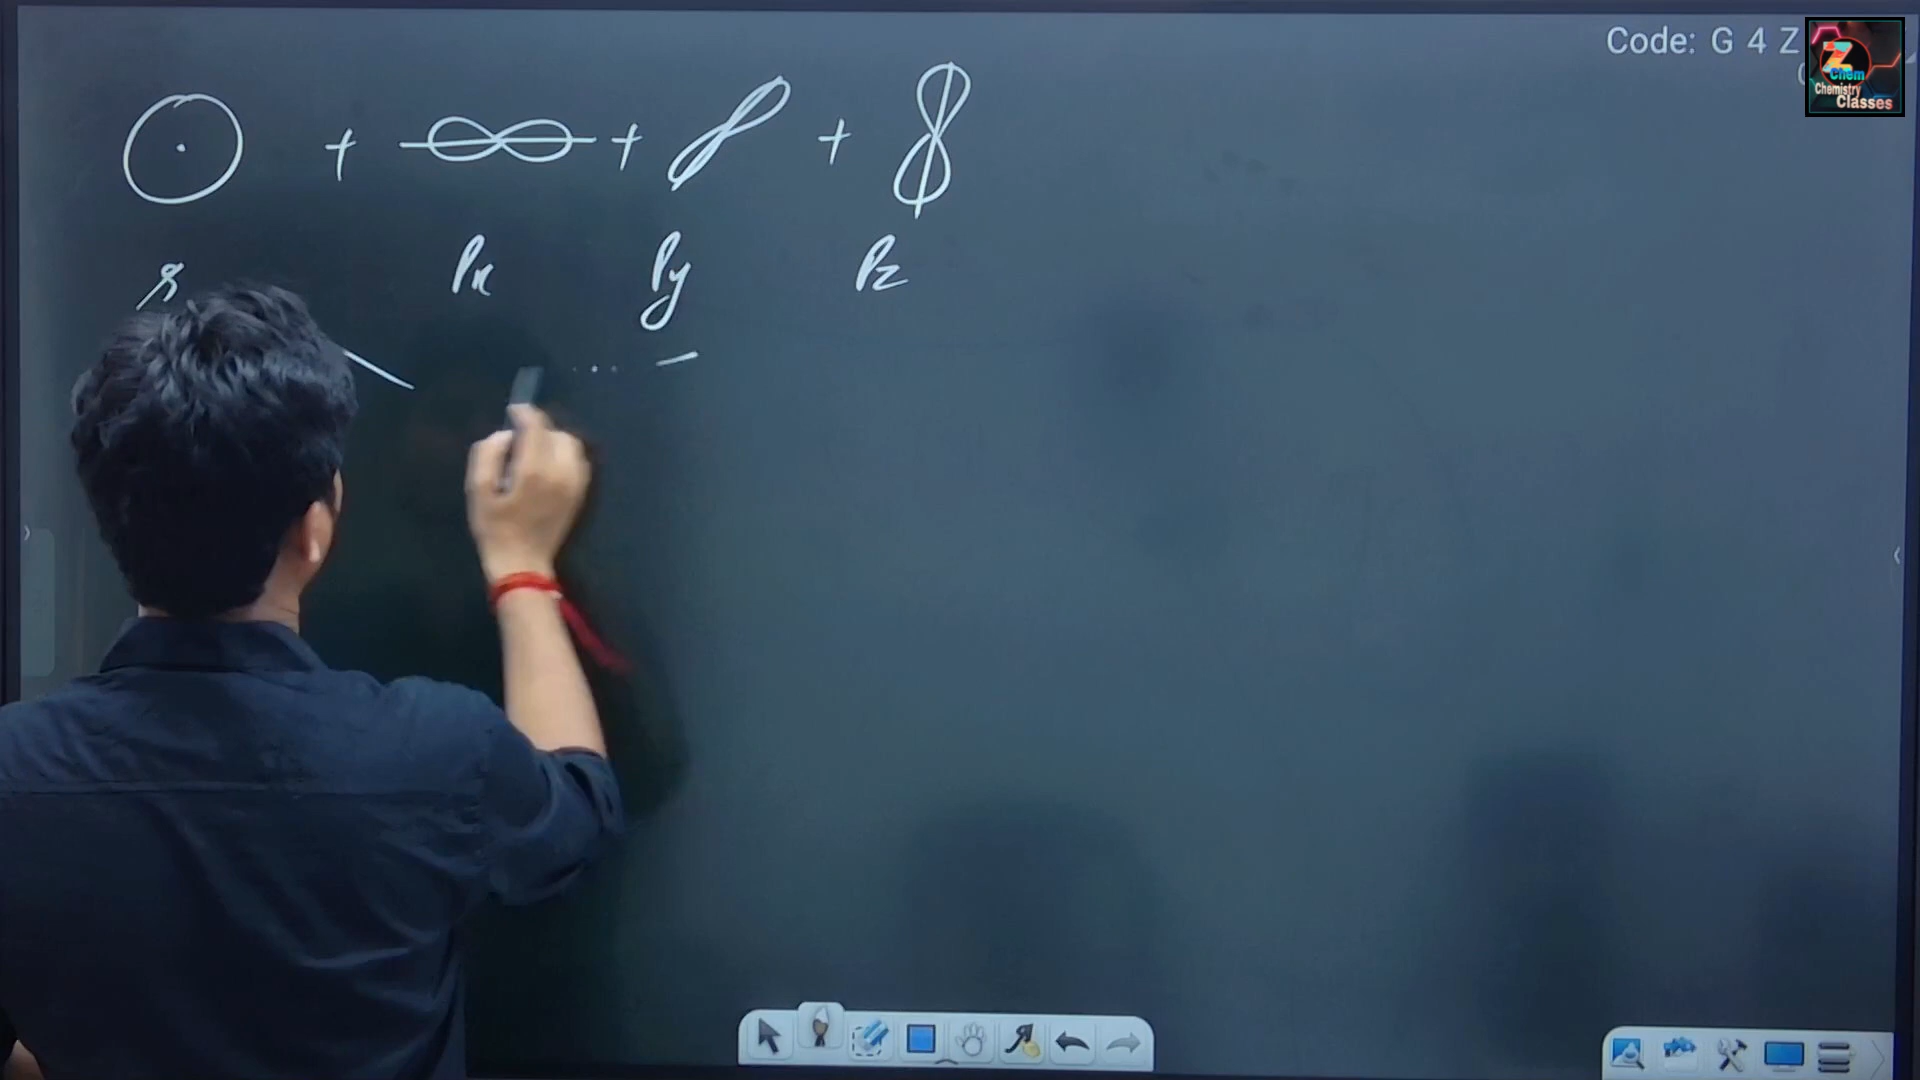 Code: G 4 Z
Z
Chem
Chemistry
Classes
+ + +
s Px Py Pz